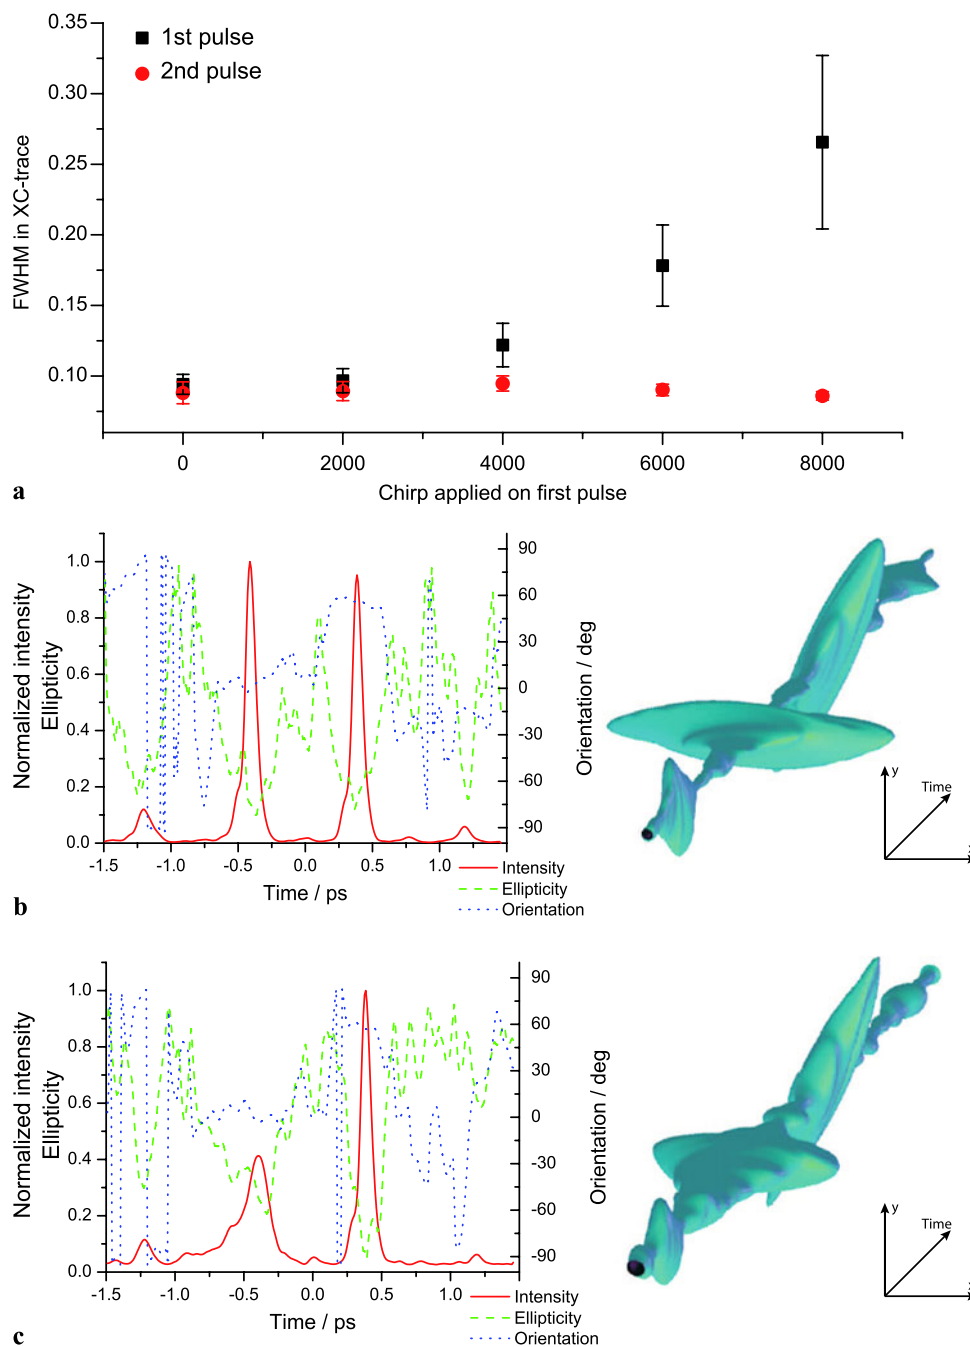 0.35
0.30
0.25
0.20
0.15
0.10
FWHM in XC-trace
1st pulse
2nd pulse
0 2000 4000 6000 8000
Chirp applied on first pulse
a
1.0
0.8
0.6
0.4
0.2
0.0
Normalized intensity
Ellipticity
90
60
30
0
-30
-60
-90
Orientation / deg
-1.5 -1.0 -0.5 0.0 0.5 1.0
Time / ps
Intensity
Ellipticity
Orientation
y
Time
x
b
1.0
0.8
0.6
0.4
0.2
0.0
Normalized intensity
Ellipticity
90
60
30
0
-30
-60
-90
Orientation / deg
-1.5 -1.0 -0.5 0.0 0.5 1.0
Time / ps
Intensity
Ellipticity
Orientation
y
Time
x
c